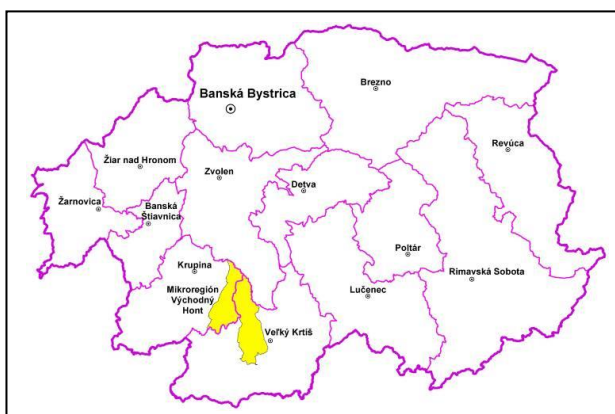 Brezno
Banská Bystrica
Revúca
Žiar nad Hronom
Zvolen
Detva
Žarnovica
Banská
Štiavnica
Poltár
Krupina
Rimavská Sobota
Mikroregión
Východný
Hont
Lučenec
Veľký Krtíš